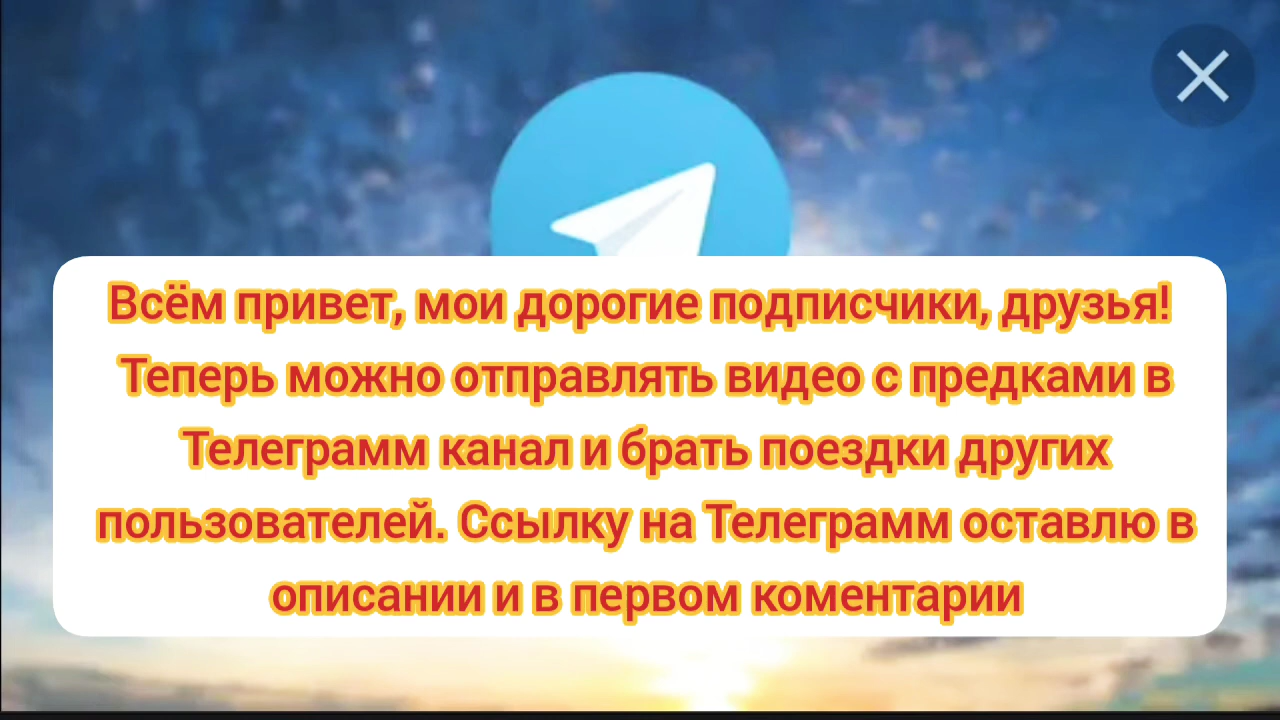 Всём привет, мои дорогие подписчики, друзья!
Теперь можно отправлять видео с предками в
Телеграмм канал и брать поездки других
пользователей. Ссылку на Телеграмм оставлю в
описании и в первом коментарии